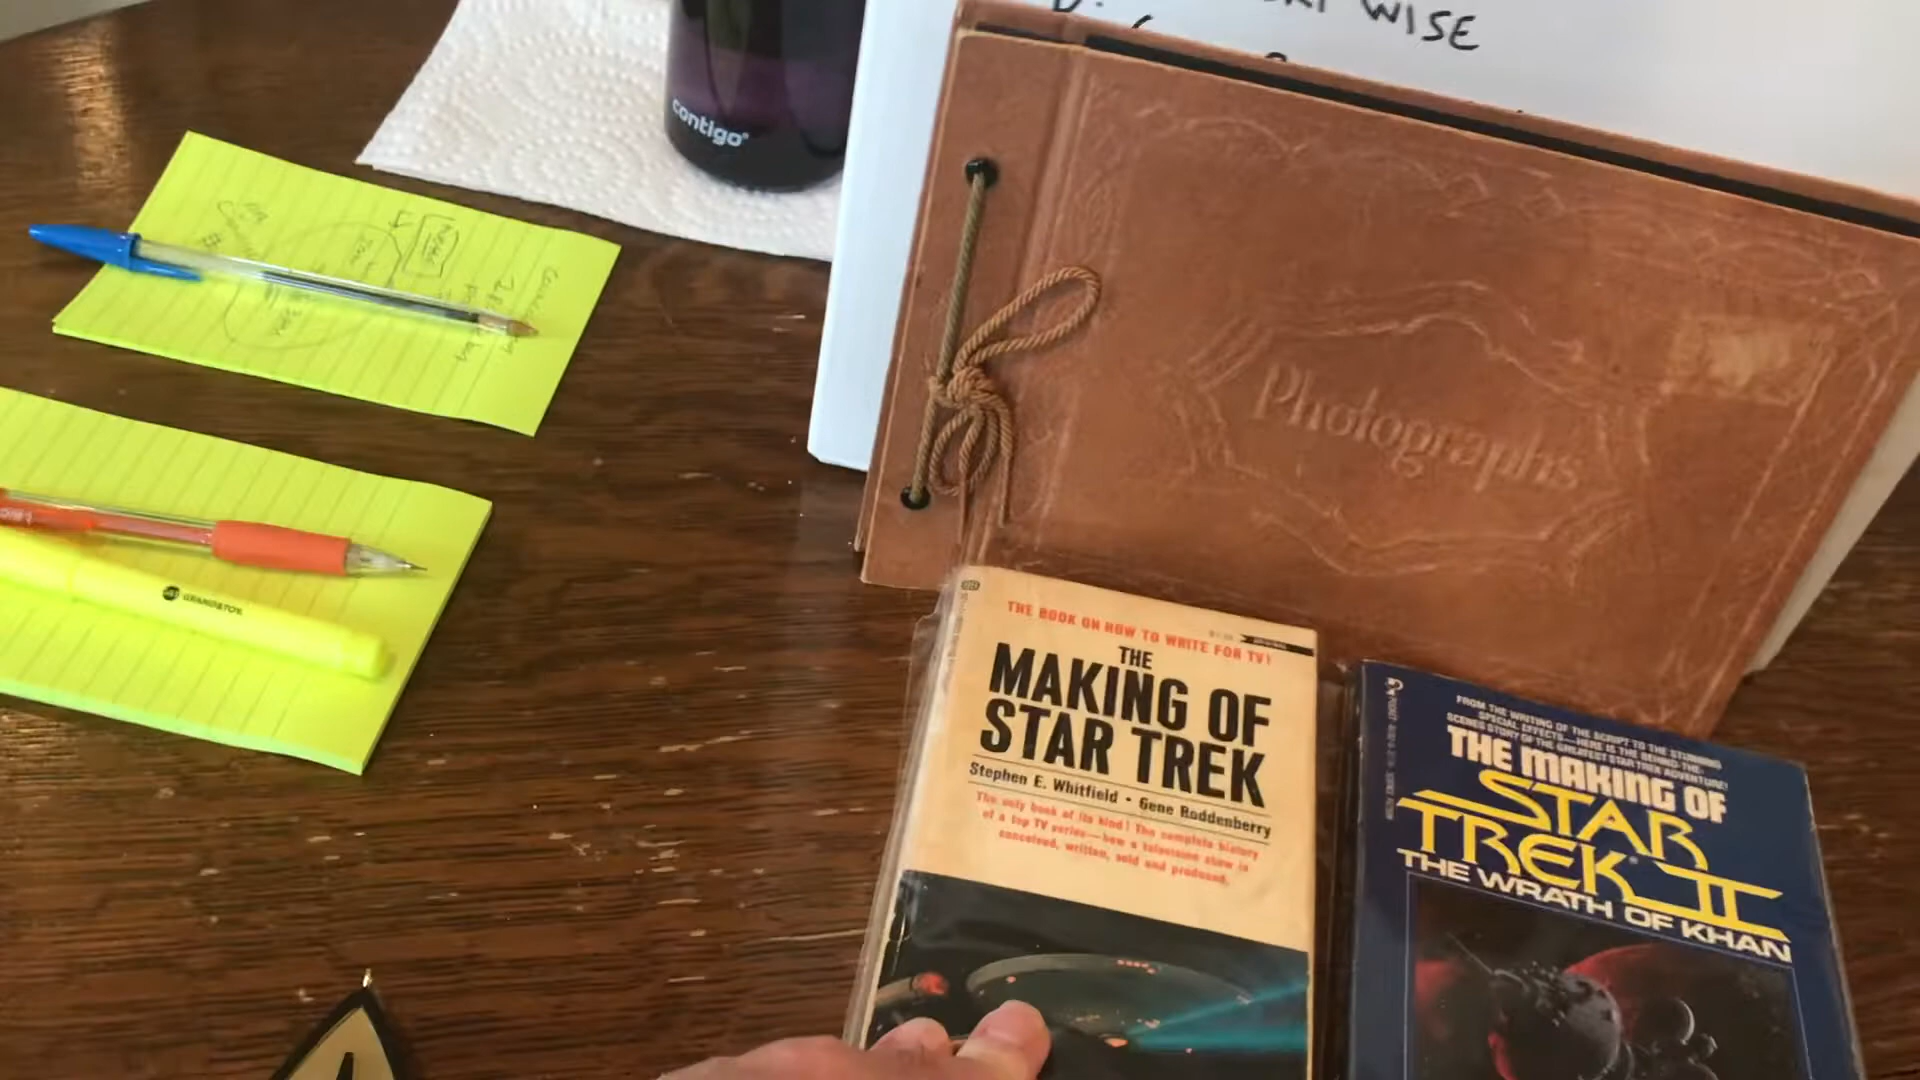 WISE
contigo
Photographs
GRAND&TOY
THE BOOK ON HOW TO WRITE FOR TV!
THE
MAKING OF
STAR TREK
Stephen E. Whitfield • Gene Roddenberry
The only book of its kind! The complete history
of a top TV series—how a television show is
conceived, written, sold and produced.
FROM THE WRITING OF THE SCRIPT TO THE STUNNING
SPECIAL EFFECTS—HERE IS THE BEHIND-THE-
SCENES STORY OF THE GREATEST STAR TREK ADVENTURE!
THE MAKING OF
STAR
TREK II
THE WRATH OF KHAN